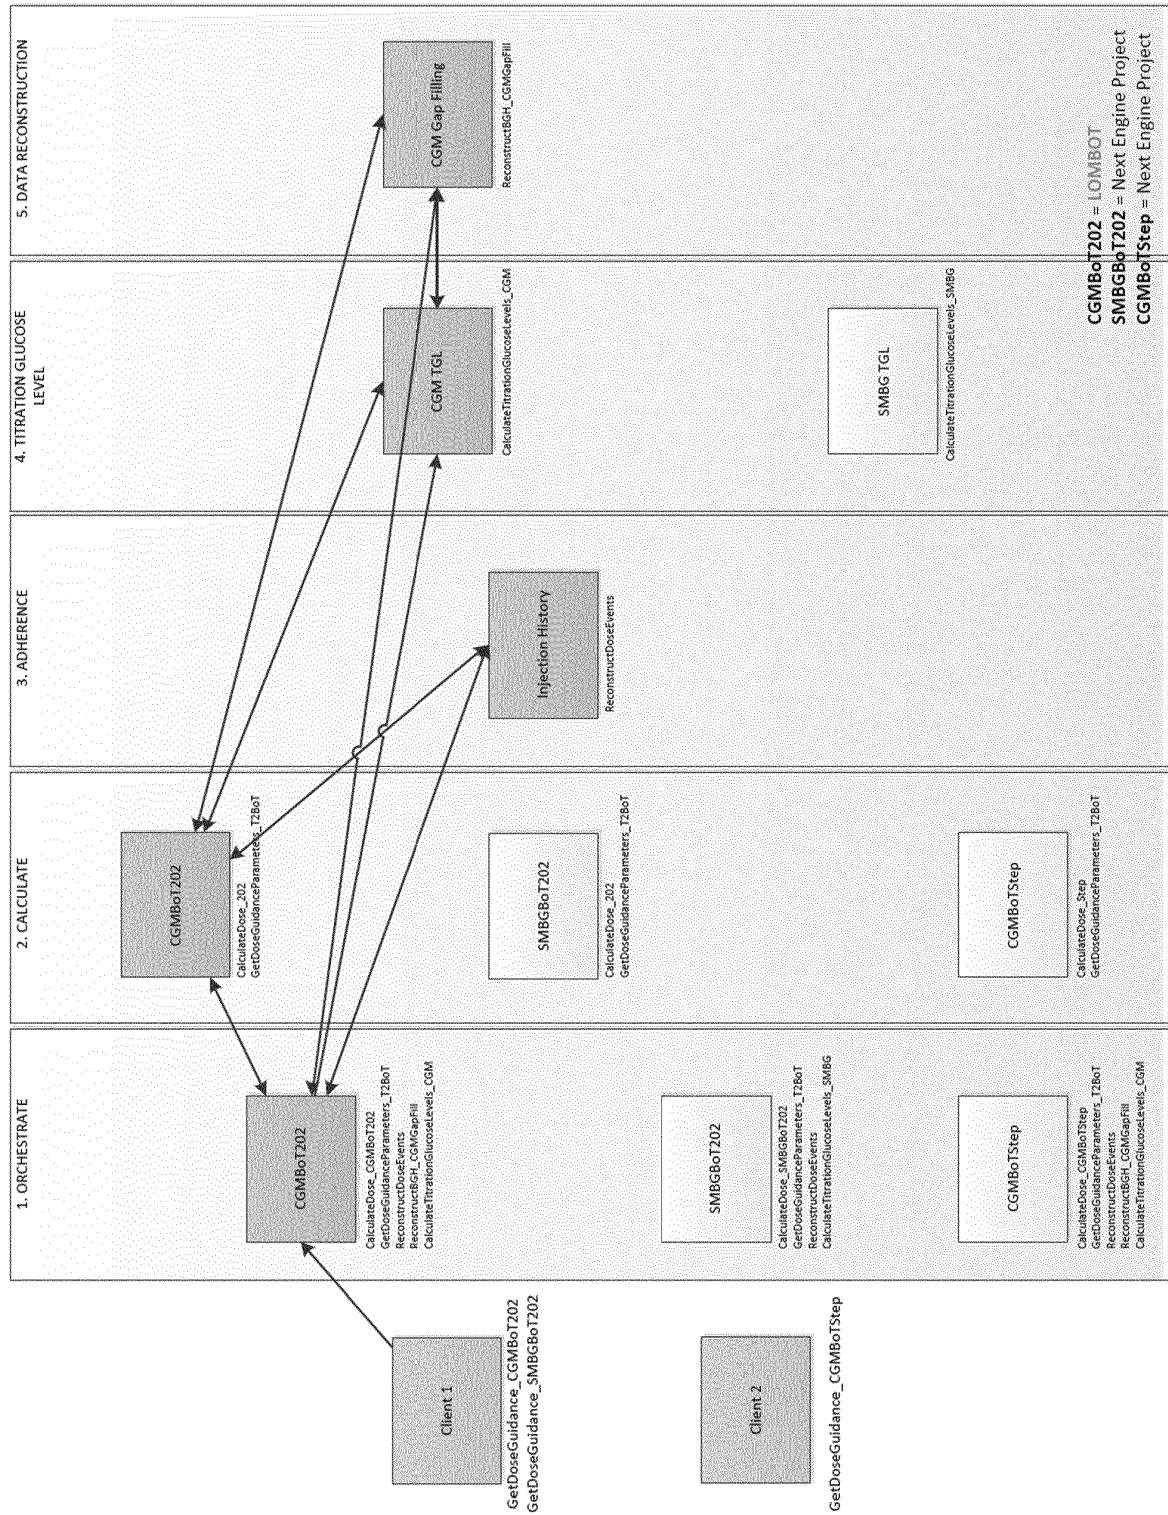 Client 1
GetDoseGuidance_CGMBoT202
GetDoseGuidance_SMBGBoT202
Client 2
GetDoseGuidance_CGMBoTStep
1. ORCHESTRATE
CGMBoT202
CalculateDose_CGMBoT202
GetDoseGuidanceParameters_T2BoT
ReconstructDoseEvents
ReconstructBGH_CGMGapFill
CalculateTitrationGlucoseLevels_CGM
SMBGBoT202
CalculateDose_SMBGBoT202
GetDoseGuidanceParameters_T2BoT
ReconstructDoseEvents
CalculateTitrationGlucoseLevels_SMBG
CGMBoTStep
CalculateDose_CGMBoTStep
GetDoseGuidanceParameters_T2BoT
ReconstructDoseEvents
ReconstructBGH_CGMGapFill
CalculateTitrationGlucoseLevels_CGM
2. CALCULATE
CGMBoT202
CalculateDose_202
GetDoseGuidanceParameters_T2BoT
SMBGBoT202
CalculateDose_202
GetDoseGuidanceParameters_T2BoT
CGMBoTStep
CalculateDose_Step
GetDoseGuidanceParameters_T2BoT
3. ADHERENCE
Injection History
ReconstructDoseEvents
4. TITRATION GLUCOSE
LEVEL
CGM TGL
CalculateTitrationGlucoseLevels_CGM
SMBG TGL
CalculateTitrationGlucoseLevels_SMBG
5. DATA RECONSTRUCTION
CGM Gap Filling
ReconstructBGH_CGMGapFill
CGMBoT202 = LOMBOT
SMBGBoT202 = Next Engine Project
CGMBoTStep = Next Engine Project